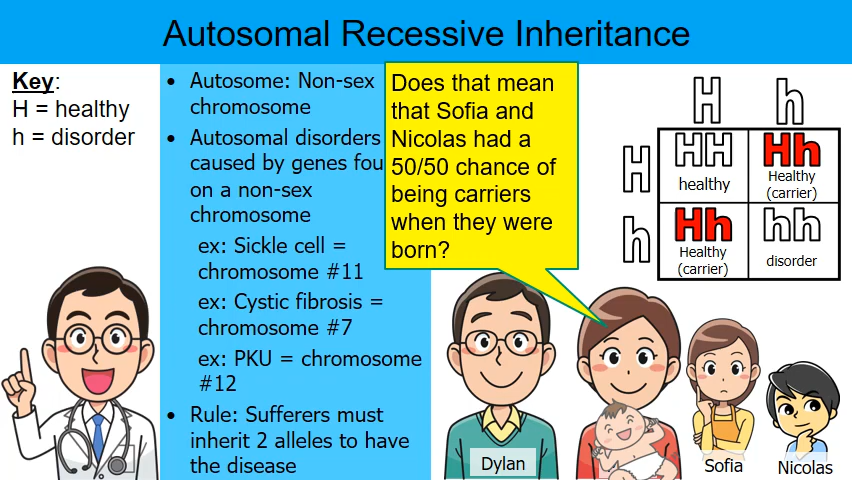 Autosomal Recessive Inheritance
Key:
H = healthy
h = disorder
• Autosome: Non-sex
chromosome
• Autosomal disorders
caused by genes fou
on a non-sex
chromosome
ex: Sickle cell =
chromosome #11
ex: Cystic fibrosis =
chromosome #7
ex: PKU = chromosome
#12
• Rule: Sufferers must
inherit 2 alleles to have
the disease
Does that mean
that Sofia and
Nicolas had a
50/50 chance of
being carriers
when they were
born?
H h
H HH Hh
healthy Healthy
(carrier)
h Hh hh
Healthy disorder
(carrier)
Dylan
Sofia
Nicolas